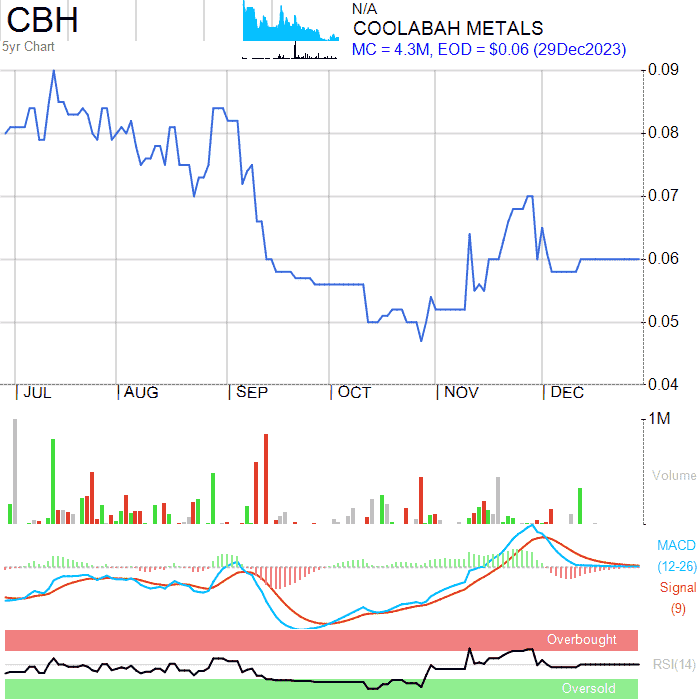 CBH
5yr Chart
N/A
COOLABAH METALS
MC = 4.3M, EOD = $0.06 (29Dec2023)
0.09
0.08
0.07
0.06
0.05
0.04
JUL AUG SEP OCT NOV DEC
1M
Volume
MACD
(12-26)
Signal
(9)
Overbought
RSI(14)
Oversold